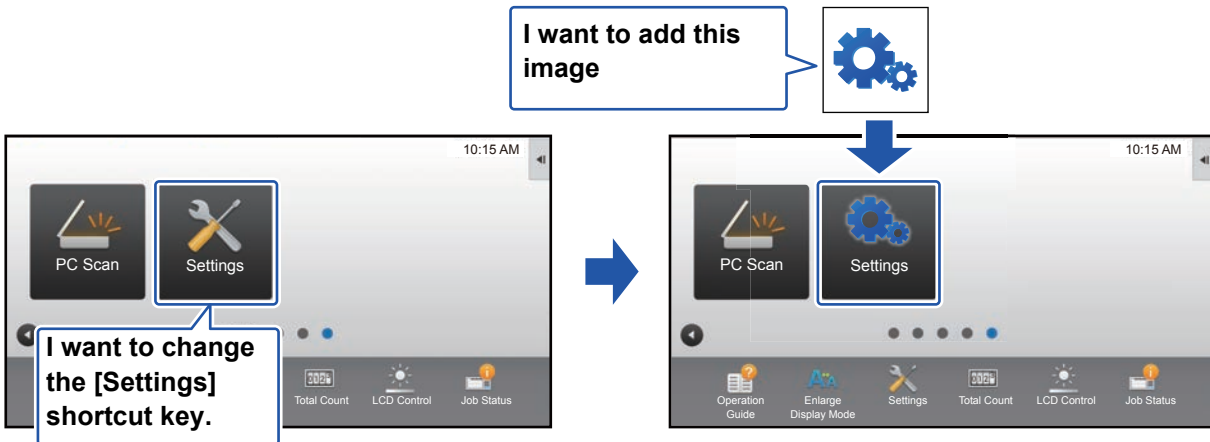 I want to add this
image
10:15 AM
PC Scan
Settings
I want to change
the [Settings]
shortcut key.
Total Count
LCD Control
Job Status
10:15 AM
PC Scan
Settings
Operation
Guide
Enlarge
Display Mode
Settings
Total Count
LCD Control
Job Status